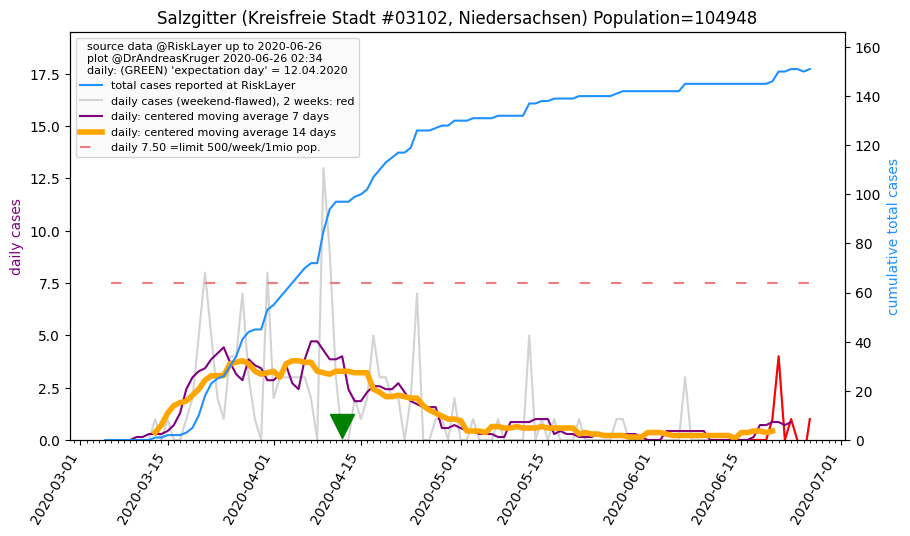 Salzgitter (Kreisfreie Stadt #03102, Niedersachsen) Population=104948
source data @RiskLayer up to 2020-06-26
plot @DrAndreasKruger 2020-06-26 02:34
daily: (GREEN) 'expectation day' = 12.04.2020
total cases reported at RiskLayer
daily cases (weekend-flawed), 2 weeks: red
daily: centered moving average 7 days
daily: centered moving average 14 days
daily 7.50 =limit 500/week/1mio pop.
daily cases
17.5
15.0
12.5
10.0
7.5
5.0
2.5
0.0
160
140
120
100
80
60
40
20
0
cumulative total cases
2020-03-01
2020-03-15
2020-04-01
2020-04-15
2020-05-01
2020-05-15
2020-06-01
2020-06-15
2020-07-01